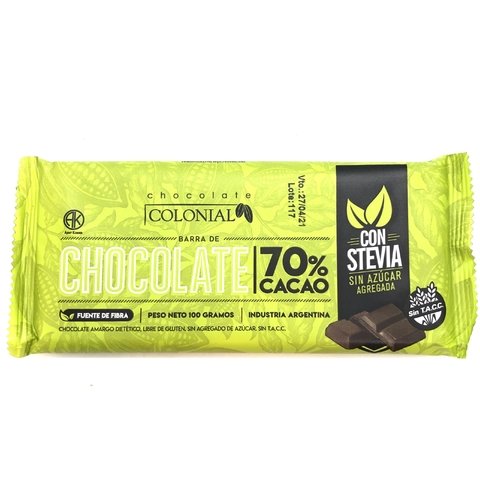 chocolate
COLONIAL
BARRA DE
CHOCOLATE
70%
CACAO
FUENTE DE FIBRA
PESO NETO 100 GRAMOS
INDUSTRIA ARGENTINA
CHOCOLATE AMARGO DIETÉTICO, LIBRE DE GLUTEN, SIN AGREGADO DE AZUCAR, SIN T.A.C.C.
Vto.:27/04/21
Lote:117
CON
STEVIA
SIN AZÚCAR
AGREGADA
Sin T.A.C.C.